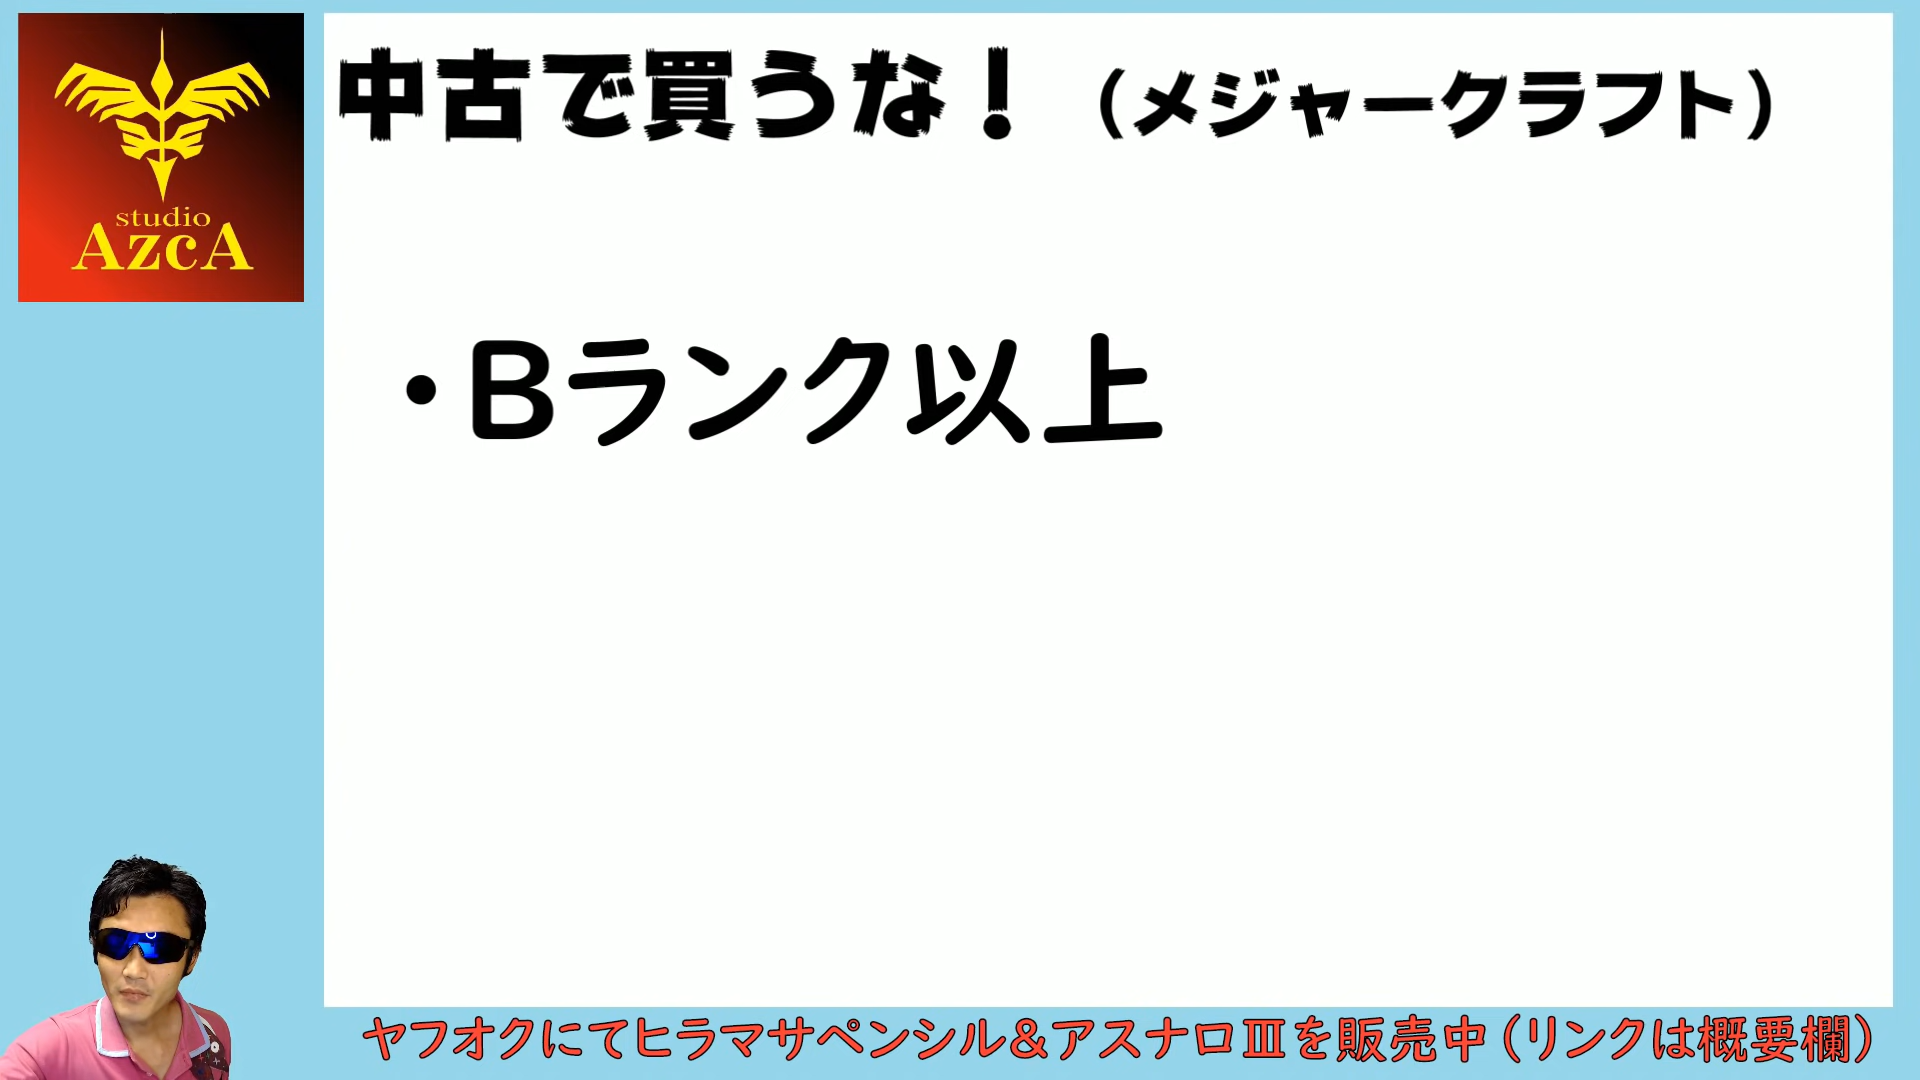 studio
AzcA
中古で買うな！（メジャークラフト）
・Bランク以上
ヤフオクにてヒラマサペンシル＆アスナロⅢを販売中（リンクは概要欄）